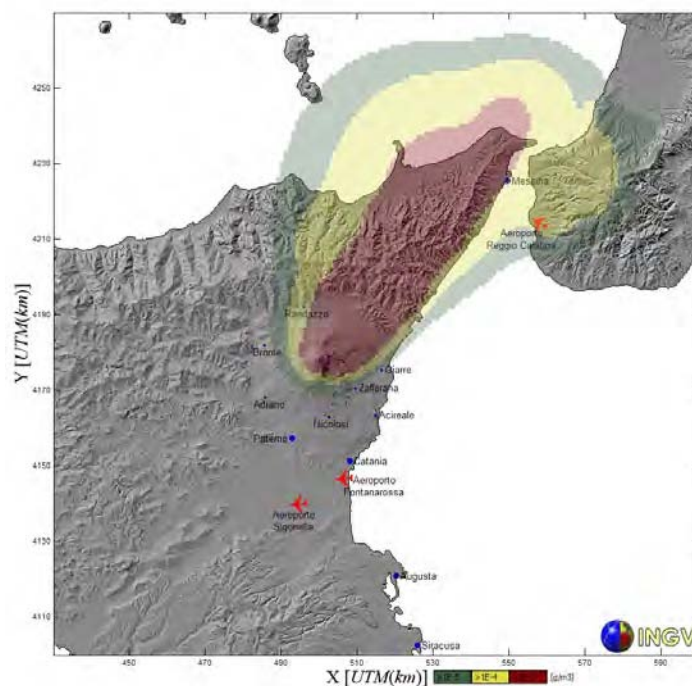 4250
4230
4210
4190
4170
4150
4130
4110
Y [UTM(km)]
Messina
Aeroporto
Reggio Calabria
Randazzo
Bronte
Giarre
Zafferana
Adrano
Nicolosi
Acireale
Paternò
Catania
Aeroporto
Fontanarossa
Aeroporto
Sigonella
Augusta
Siracusa
INGV
450
470
490
510
530
550
570
590
X [UTM(km)]
>1E-4
[g/m3]